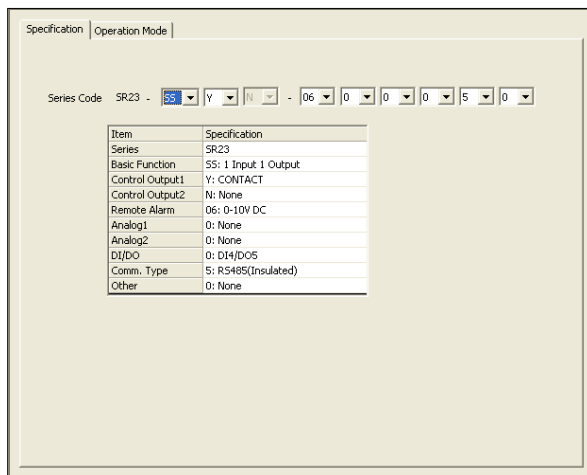 Specification Operation Mode
Series Code SR23 - SS Y N - 06 0 0 0 5 0
Item Specification
Series SR23
Basic Function SS: 1 Input 1 Output
Control Output1 Y: CONTACT
Control Output2 N: None
Remote Alarm 06: 0-10V DC
Analog1 0: None
Analog2 0: None
DI/DO 0: DI4/DO5
Comm. Type 5: RS485(Insulated)
Other 0: None